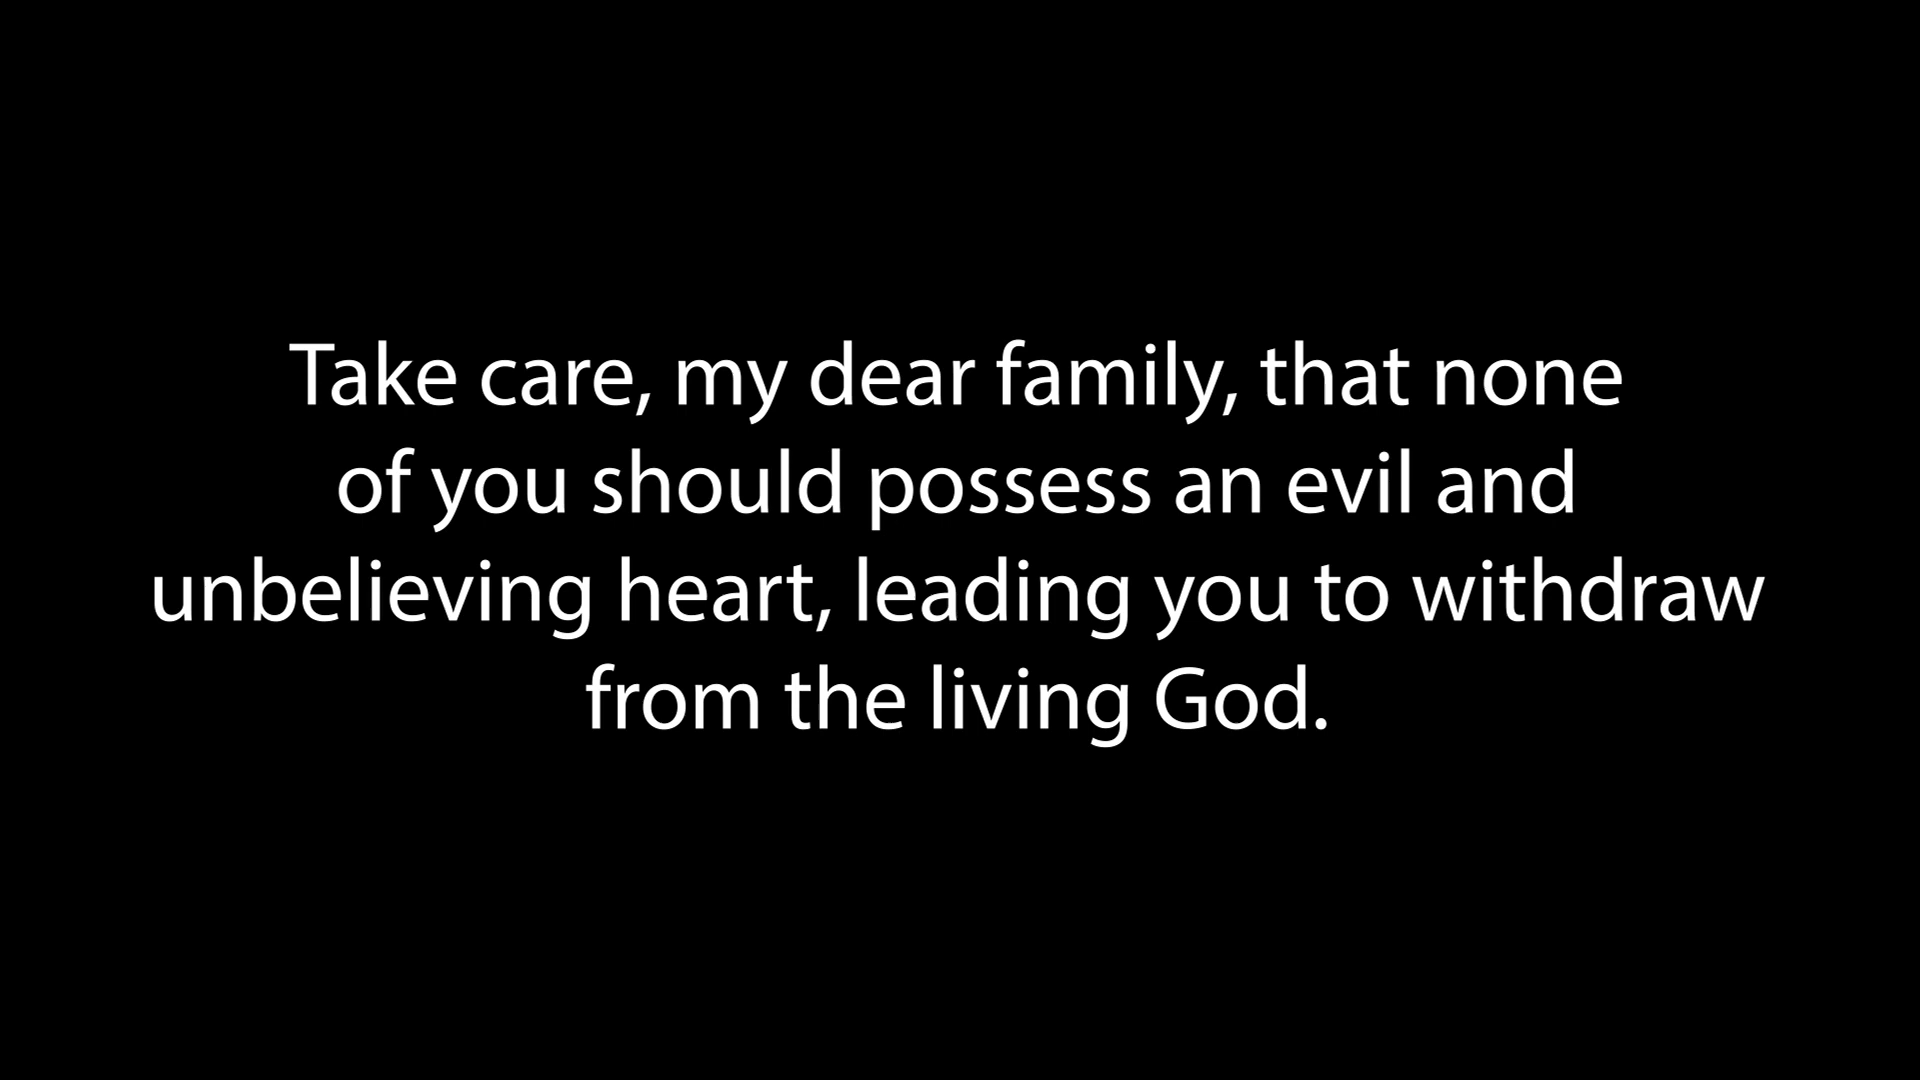 Take care, my dear family, that none
of you should possess an evil and
unbelieving heart, leading you to withdraw
from the living God.